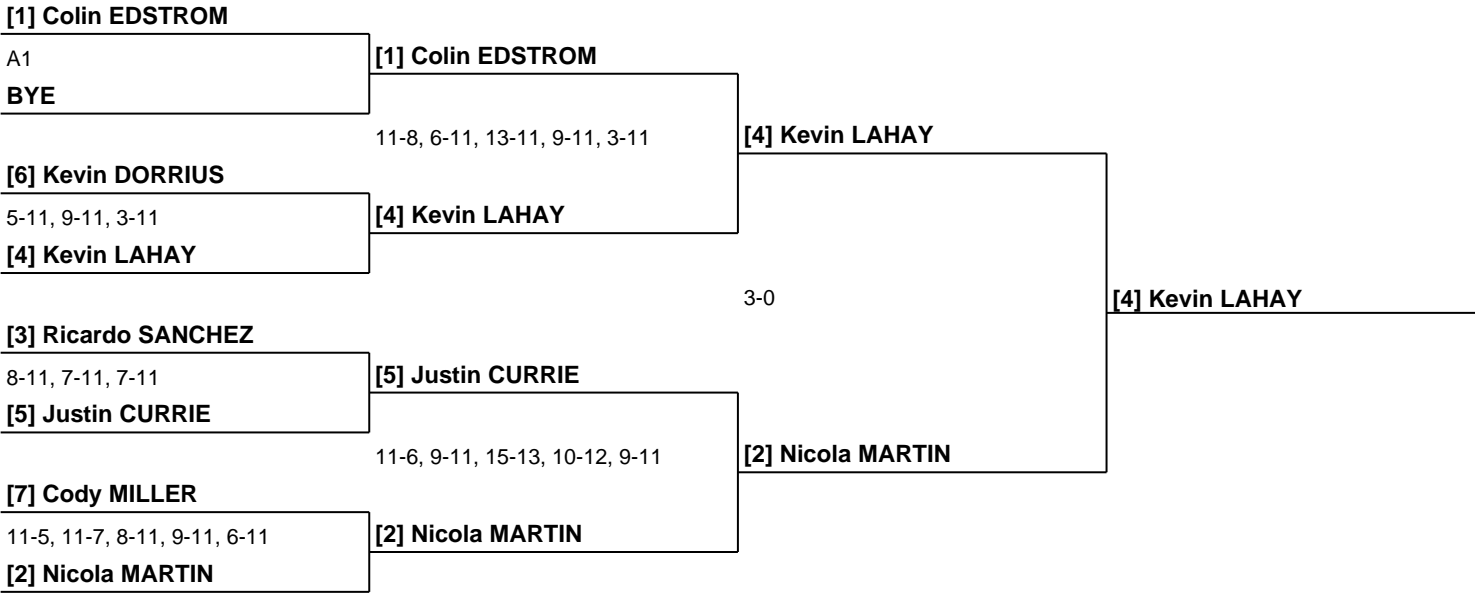 [1] Colin EDSTROM
A1
[1] Colin EDSTROM
BYE
11-8, 6-11, 13-11, 9-11, 3-11
[4] Kevin LAHAY
[6] Kevin DORRIUS
5-11, 9-11, 3-11
[4] Kevin LAHAY
[4] Kevin LAHAY
3-0
[4] Kevin LAHAY
[3] Ricardo SANCHEZ
8-11, 7-11, 7-11
[5] Justin CURRIE
[5] Justin CURRIE
11-6, 9-11, 15-13, 10-12, 9-11
[2] Nicola MARTIN
[7] Cody MILLER
11-5, 11-7, 8-11, 9-11, 6-11
[2] Nicola MARTIN
[2] Nicola MARTIN